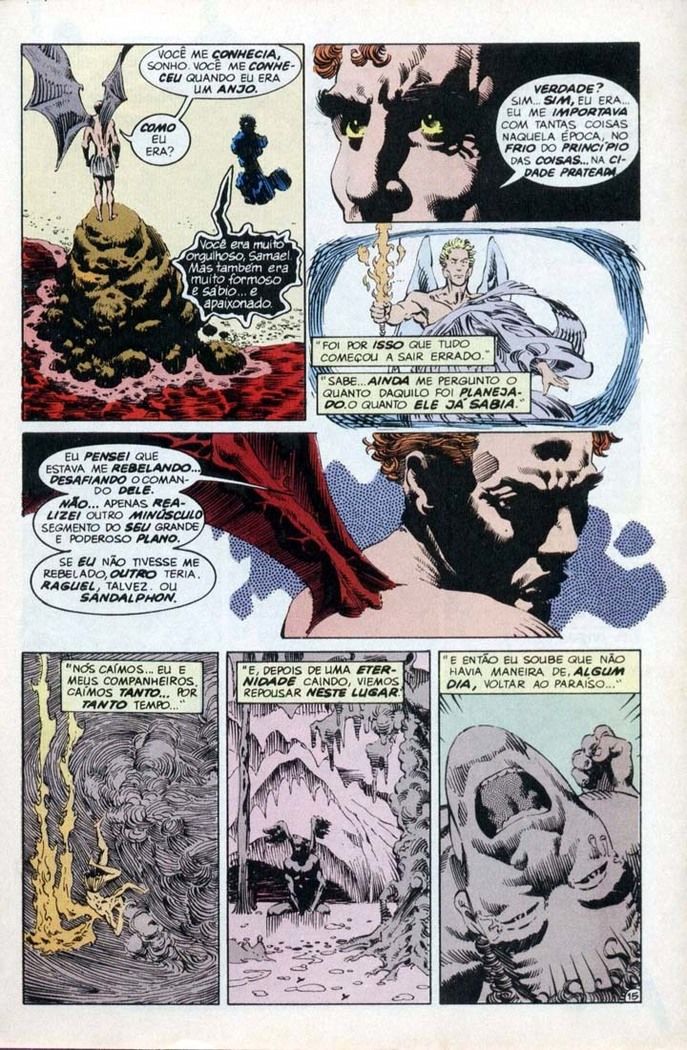 VOCÊ ME CONHECIA,
SONHO. VOCÊ ME CONHE-
CEU QUANDO EU ERA
UM ANJO.
COMO
EU
ERA?
Você era muito
orgulhoso, Samael.
Mas também era
muito formoso
e sábio... e
apaixonado.
VERDADE?
SIM... SIM, EU ERA...
EU ME IMPORTAVA
COM TANTAS COISAS
NAQUELA ÉPOCA, NO
FRIO DO PRINCÍPIO
DAS COISAS... NA CI-
DADE PRATEADA
"FOI POR ISSO QUE TUDO
COMEÇOU A SAIR ERRADO."
"SABE... AINDA ME PERGUNTO O
QUANTO DAQUILO FOI PLANEJA-
DO. O QUANTO ELE JÁ SABIA."
EU PENSEI QUE
ESTAVA ME REBELANDO...
DESAFIANDO O COMAN-
DO DELE.
NÃO... APENAS REA-
LIZEI OUTRO MINÚSCULO
SEGMENTO DO SEU GRANDE
E PODEROSO PLANO.
SE EU NÃO TIVESSE ME
REBELADO, OUTRO TERIA.
RAGUEL, TALVEZ. OU
SANDALPHON.
"NÓS CAÍMOS... EU E
MEUS COMPANHEIROS,
CAÍMOS TANTO... POR
TANTO TEMPO..."
"E, DEPOIS DE UMA ETER-
NIDADE CAINDO, VIEMOS
REPOUSAR NESTE LUGAR."
"E ENTÃO EU SOUBE QUE NÃO
HAVIA MANEIRA DE, ALGUM
DIA, VOLTAR AO PARAÍSO..."
15